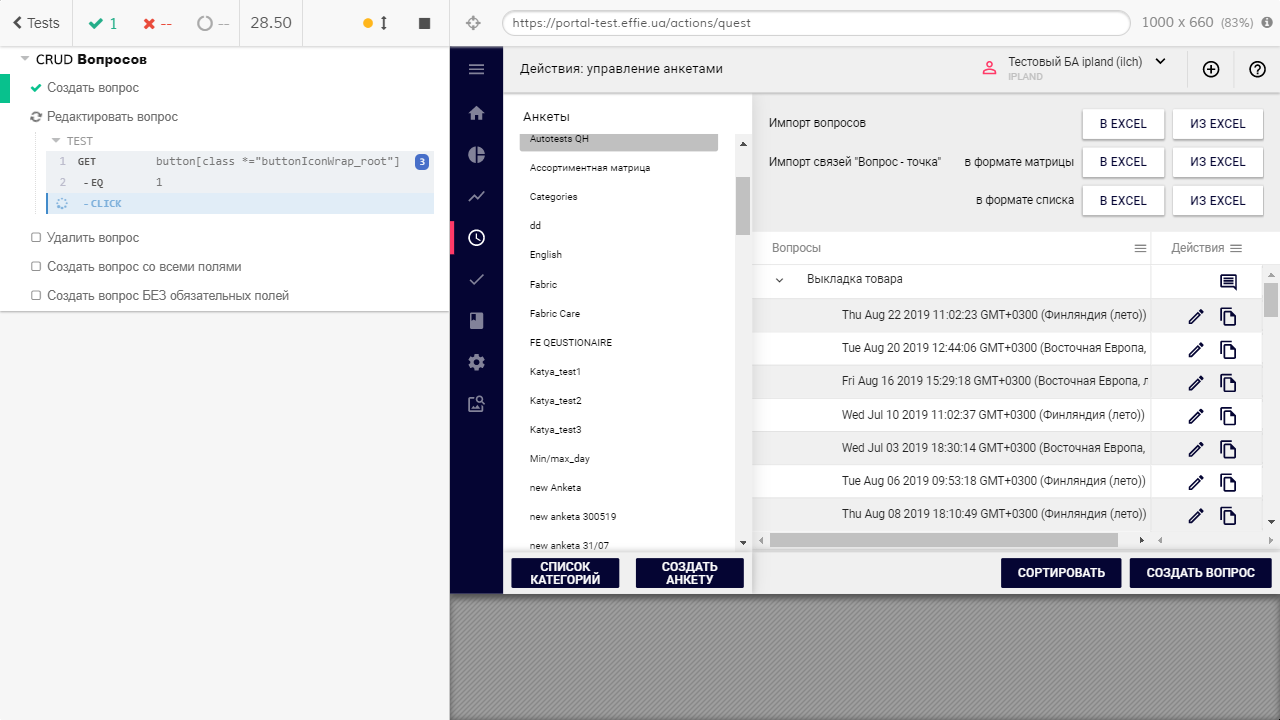 Tests
1
--
--
28.50
https://portal-test.effie.ua/actions/quest
1000 x 660 (83%)
CRUD Вопросов
Создать вопрос
Редактировать вопрос
TEST
1 GET button[class *="buttonIconWrap_root"] 3
2 - EQ 1
- CLICK
Удалить вопрос
Создать вопрос со всеми полями
Создать вопрос БЕЗ обязательных полей
Действия: управление анкетами
Тестовый БА ipland (ilch)
IPLAND
Анкеты
Autotests QH
Ассортиментная матрица
Categories
dd
English
Fabric
Fabric Care
FE QEUSTIONAIRE
Katya_test1
Katya_test2
Katya_test3
Min/max_day
new Anketa
new anketa 300519
new anketa 31/07
СПИСОК КАТЕГОРИЙ
СОЗДАТЬ АНКЕТУ
Импорт вопросов В EXCEL ИЗ EXCEL
Импорт связей "Вопрос - точка" в формате матрицы В EXCEL ИЗ EXCEL
в формате списка В EXCEL ИЗ EXCEL
Вопросы Действия
Выкладка товара
Thu Aug 22 2019 11:02:23 GMT+0300 (Финляндия (лето))
Tue Aug 20 2019 12:44:06 GMT+0300 (Восточная Европа,
Fri Aug 16 2019 15:29:18 GMT+0300 (Восточная Европа, л
Wed Jul 10 2019 11:02:37 GMT+0300 (Финляндия (лето))
Wed Jul 03 2019 18:30:14 GMT+0300 (Восточная Европа,
Tue Aug 06 2019 09:53:18 GMT+0300 (Финляндия (лето))
Thu Aug 08 2019 18:10:49 GMT+0300 (Финляндия (лето))
СОРТИРОВАТЬ
СОЗДАТЬ ВОПРОС